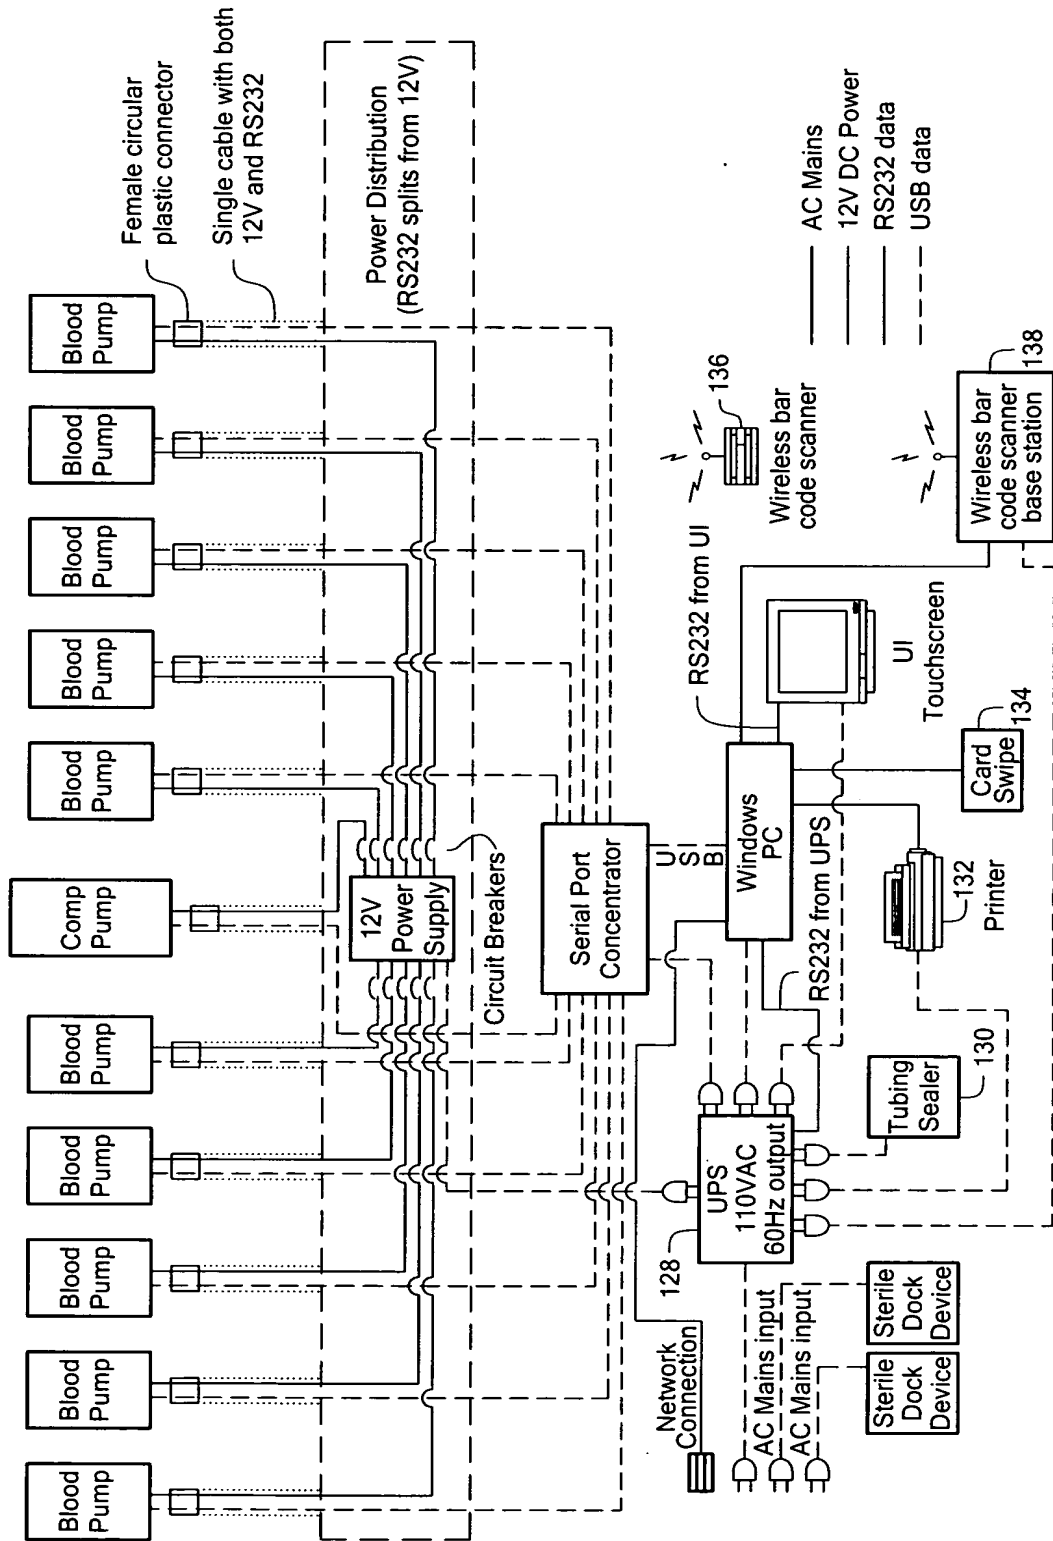 Blood
Pump
Blood
Pump
Blood
Pump
Blood
Pump
Blood
Pump
Comp
Pump
Blood
Pump
Blood
Pump
Blood
Pump
Blood
Pump
Blood
Pump
Female circular
plastic connector
Single cable with both
12V and RS232
Power Distribution
(RS232 splits from 12V)
12V
Power
Supply
Circuit Breakers
Serial Port
Concentrator
U S B
Network
Connection
AC Mains input
AC Mains input
128
UPS
110VAC
60Hz output
Windows
PC
RS232 from UI
RS232 from UPS
UI
Touchscreen
136
Wireless bar
code scanner
AC Mains
12V DC Power
RS232 data
USB data
Sterile
Dock
Device
Sterile
Dock
Device
Tubing
Sealer
130
132
Printer
Card
Swipe
134
Wireless bar
code scanner
base station
138